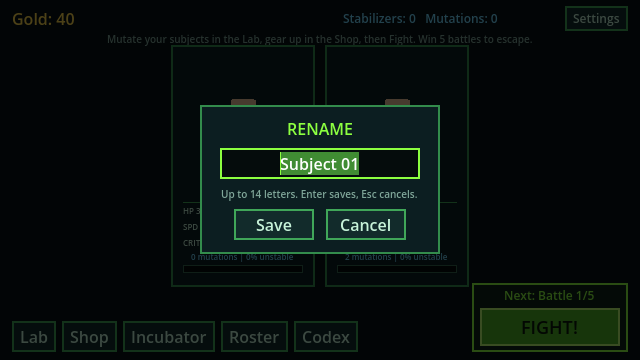 Gold: 40
Stabilizers: 0 Mutations: 0
Settings
Mutate your subjects in the Lab, gear up in the Shop, then Fight. Win 5 battles to escape.
RENAME
Subject 01
Up to 14 letters. Enter saves, Esc cancels.
Save
Cancel
HP 3
SPD
CRIT
0 mutations | 0% unstable
2 mutations | 0% unstable
Next: Battle 1/5
FIGHT!
Lab
Shop
Incubator
Roster
Codex